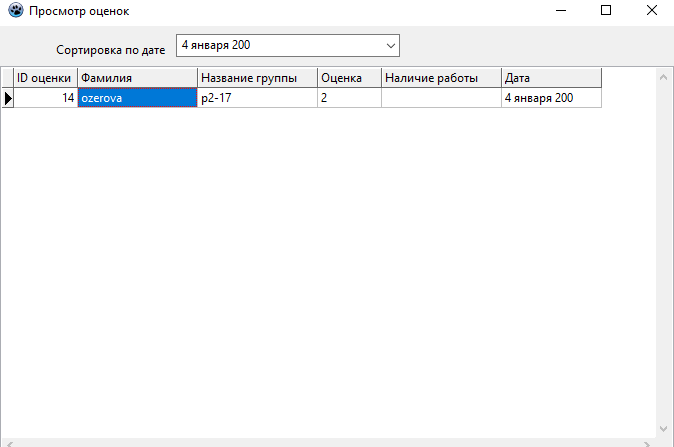 Просмотр оценок
Сортировка по дате 4 января 200
ID оценки Фамилия Название группы Оценка Наличие работы Дата
14 ozerova p2-17 2 4 января 200